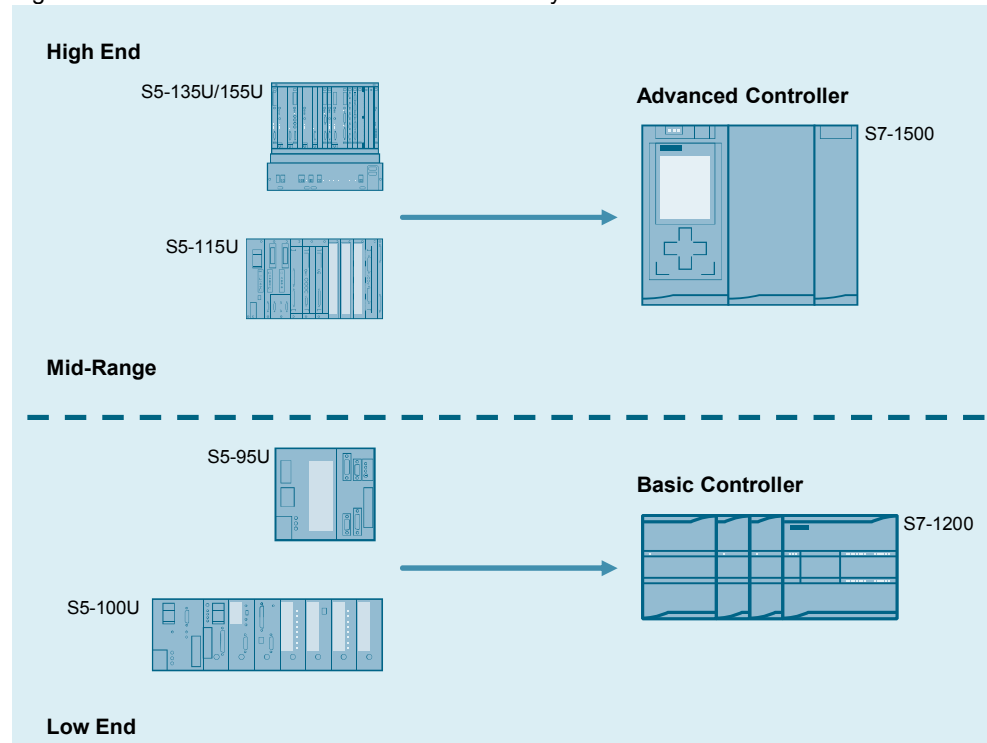 High End
S5-135U/155U
Advanced Controller
S7-1500
S5-115U
Mid-Range
S5-95U
Basic Controller
S7-1200
S5-100U
Low End